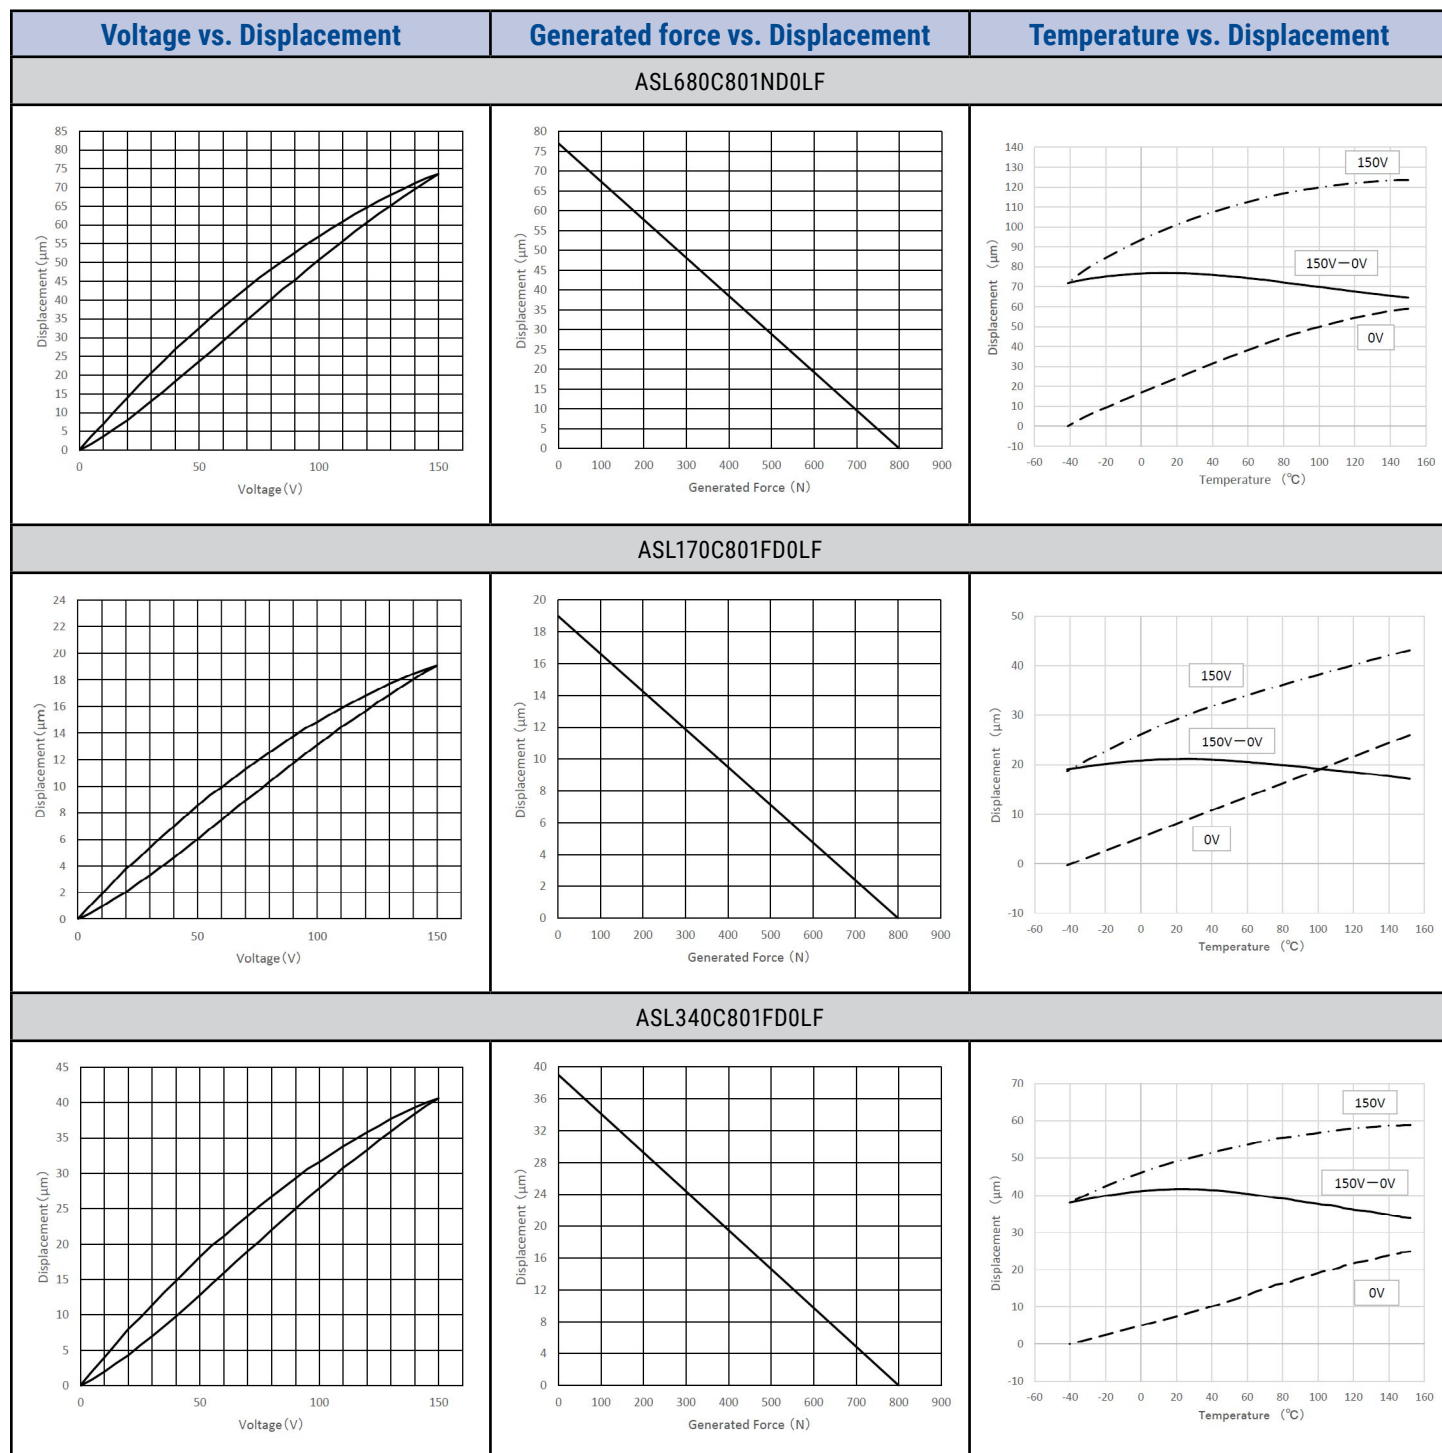 Voltage vs. Displacement
Generated force vs. Displacement
Temperature vs. Displacement
ASL680C801ND0LF
85
80
75
70
65
60
55
50
45
40
35
30
25
20
15
10
5
0
Displacement(μm)
0 50 100 150
Voltage(V)
80
75
70
65
60
55
50
45
40
35
30
25
20
15
10
5
0
Displacement (μm)
0 100 200 300 400 500 600 700 800 900
Generated Force (N)
140
130
120
110
100
90
80
70
60
50
40
30
20
10
0
-10
Displacement (μm)
150V
150V−0V
0V
-60 -40 -20 0 20 40 60 80 100 120 140 160
Temperature (℃)
ASL170C801FD0LF
24
22
20
18
16
14
12
10
8
6
4
2
0
Displacement(μm)
0 50 100 150
Voltage(V)
20
18
16
14
12
10
8
6
4
2
0
Displacement (μm)
0 100 200 300 400 500 600 700 800 900
Generated Force (N)
50
40
30
20
10
0
-10
Displacement (μm)
150V
150V−0V
0V
-60 -40 -20 0 20 40 60 80 100 120 140 160
Temperature (℃)
ASL340C801FD0LF
45
40
35
30
25
20
15
10
5
0
Displacement(μm)
0 50 100 150
Voltage(V)
40
36
32
28
24
20
16
12
8
4
0
Displacement (μm)
0 100 200 300 400 500 600 700 800 900
Generated Force (N)
70
60
50
40
30
20
10
0
-10
Displacement (μm)
150V
150V−0V
0V
-60 -40 -20 0 20 40 60 80 100 120 140 160
Temperature (℃)